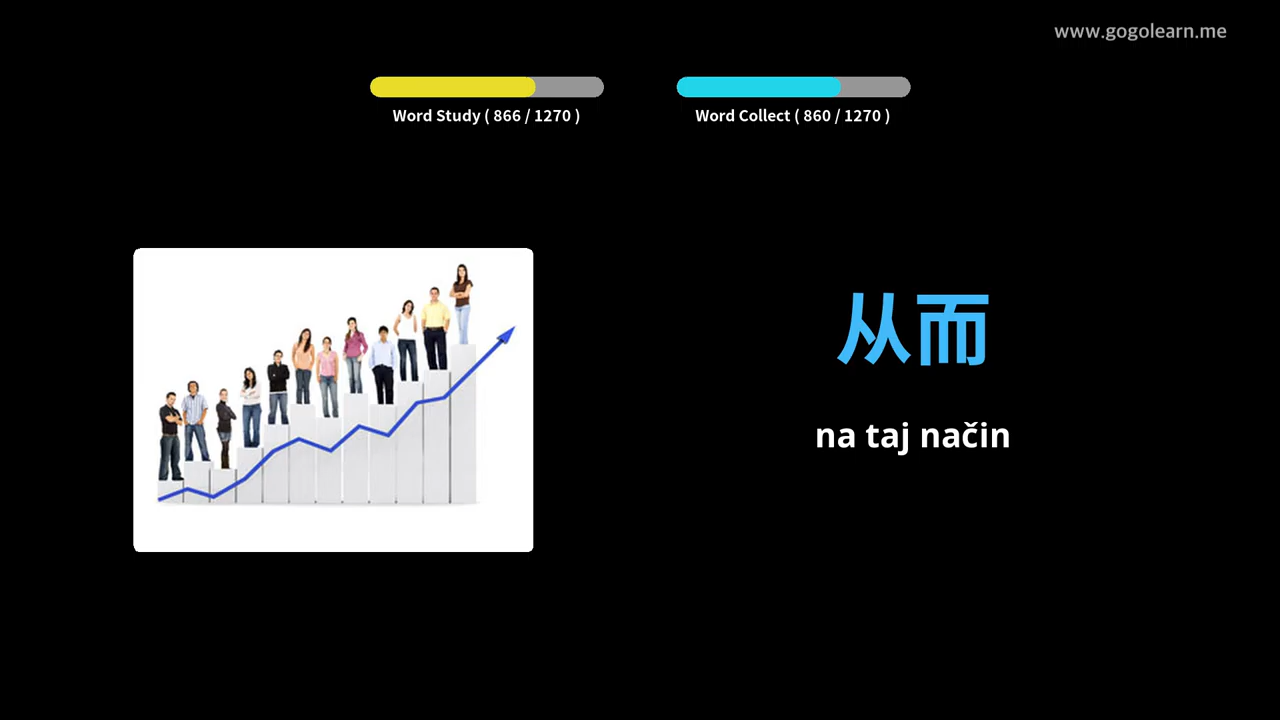 www.gogolearn.me
Word Study ( 866 / 1270 )
Word Collect ( 860 / 1270 )
从而
na taj način